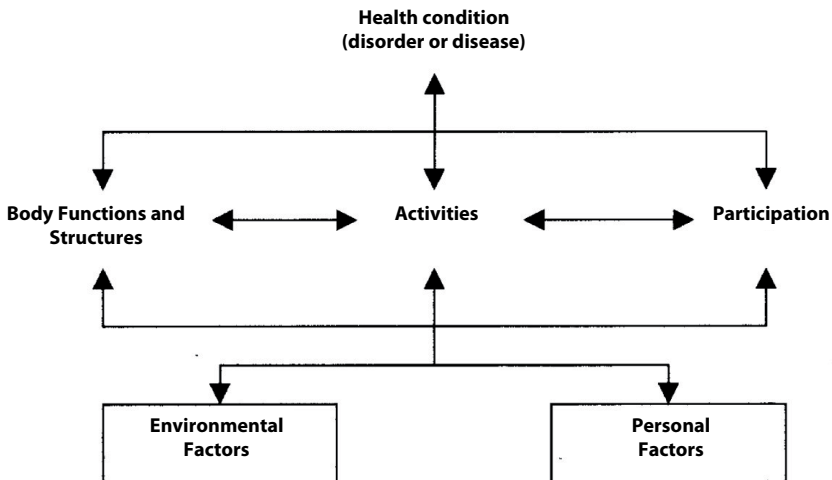 Health condition
(disorder or disease)
Body Functions and
Structures
Activities
Participation
Environmental
Factors
Personal
Factors